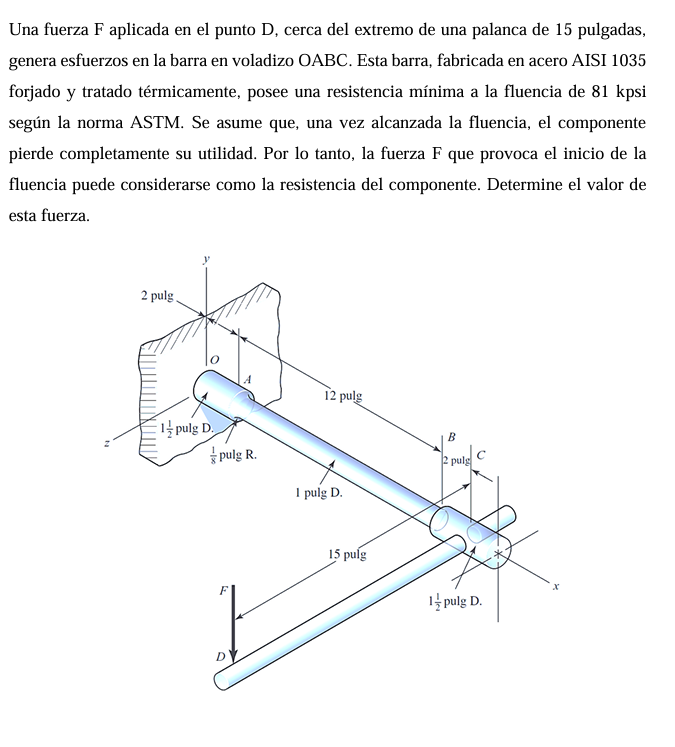 Una fuerza F aplicada en el punto D, cerca del extremo de una palanca de 15 pulgadas,
genera esfuerzos en la barra en voladizo OABC. Esta barra, fabricada en acero AISI 1035
forjado y tratado térmicamente, posee una resistencia mínima a la fluencia de 81 kpsi
según la norma ASTM. Se asume que, una vez alcanzada la fluencia, el componente
pierde completamente su utilidad. Por lo tanto, la fuerza F que provoca el inicio de la
fluencia puede considerarse como la resistencia del componente. Determine el valor de
esta fuerza.
y
2 pulg
O
A
12 pulg
1 1/2 pulg D.
z
1/8 pulg R.
B
2 pulg
C
1 pulg D.
15 pulg
x
F
1 1/2 pulg D.
D